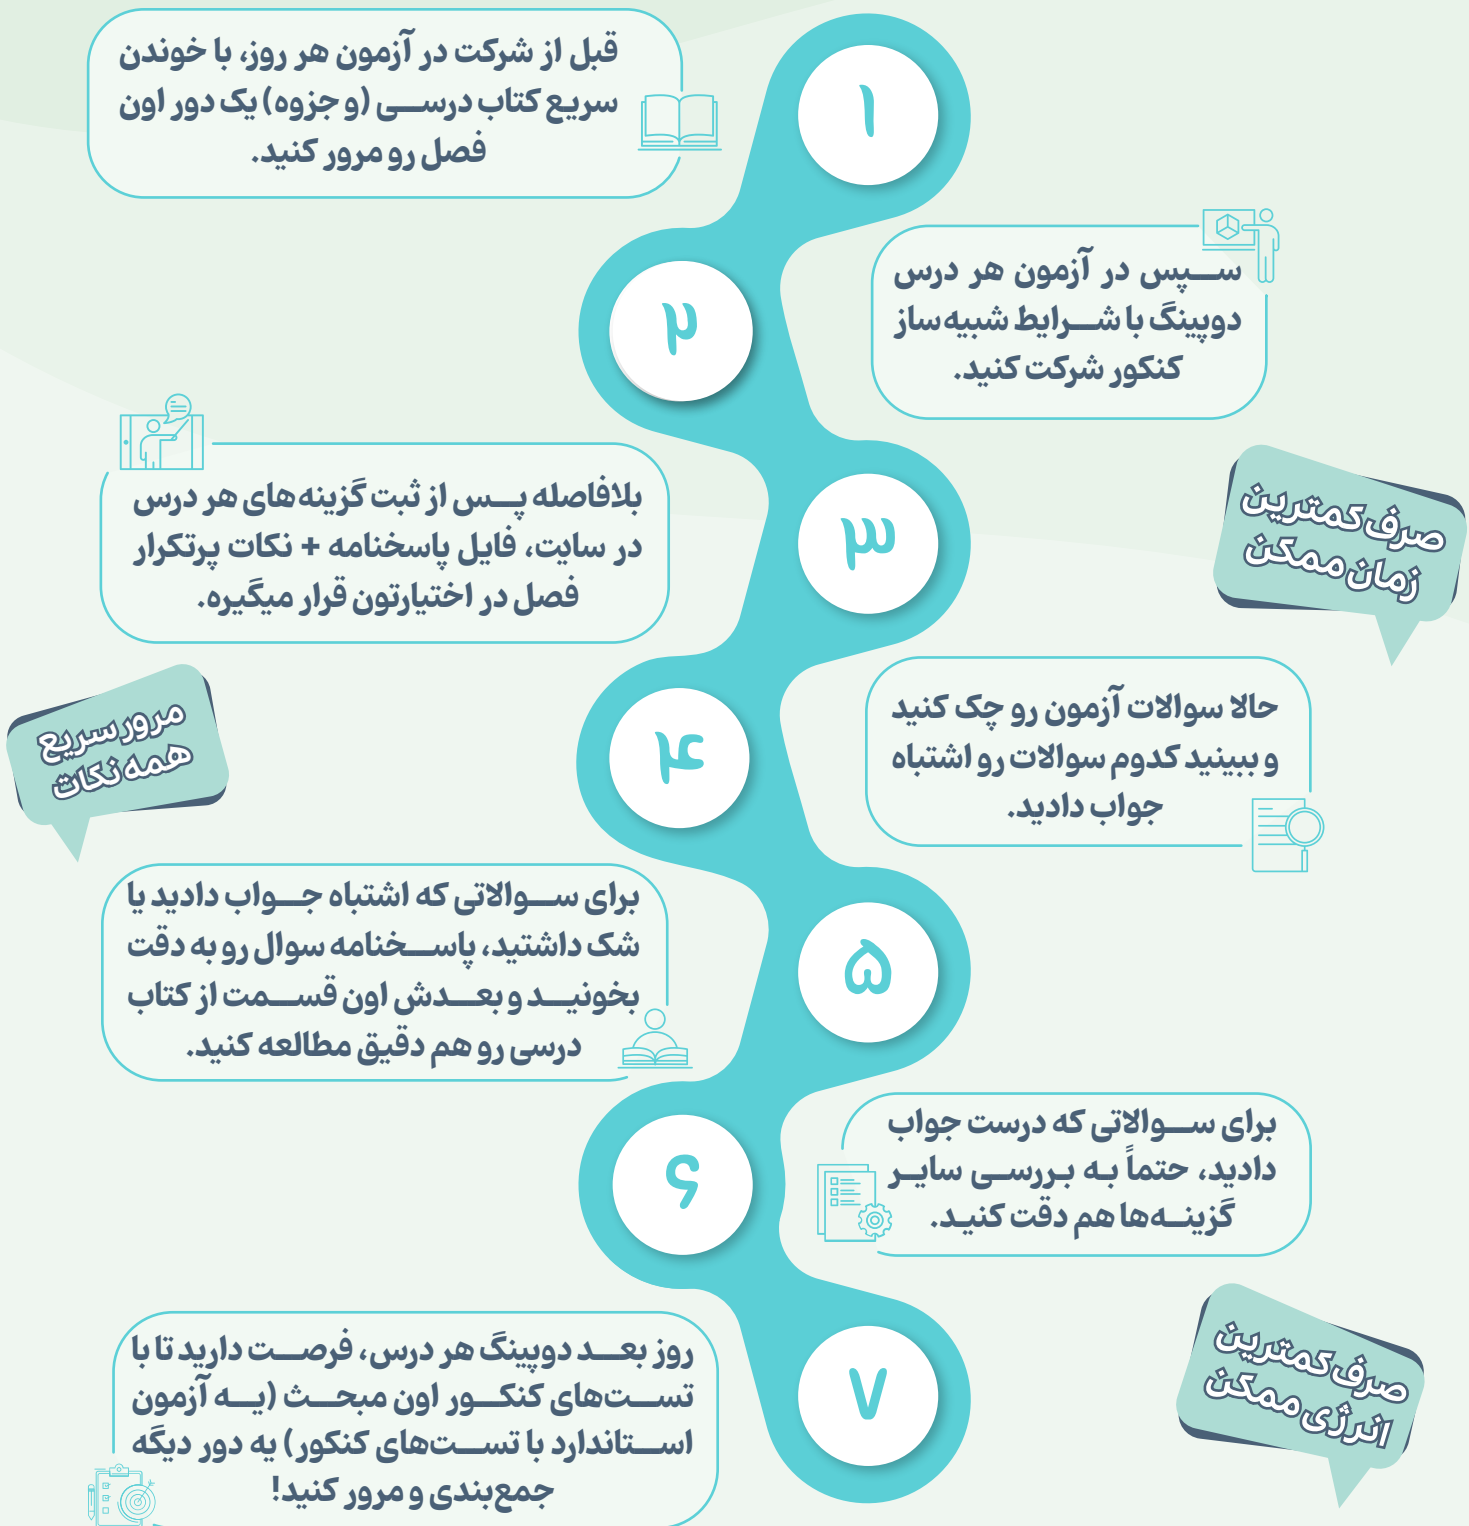 ۱
قبل از شرکت در آزمون هر روز، با خوندن
سریع کتاب درسی (و جزوه) یک دور اون
فصل رو مرور کنید.
۲
سپس در آزمون هر درس
دوپینگ با شرایط شبیه‌ساز
کنکور شرکت کنید.
۳
بلافاصله پس از ثبت گزینه‌های هر درس
در سایت، فایل پاسخنامه + نکات پرتکرار
فصل در اختیارتون قرار میگیره.
صرف کمترین
زمان ممکن
۴
حالا سوالات آزمون رو چک کنید
و ببینید کدوم سوالات رو اشتباه
جواب دادید.
مرور سریع
همه نکات
۵
برای سوالاتی که اشتباه جواب دادید یا
شک داشتید، پاسخنامه سوال رو به دقت
بخونید و بعدش اون قسمت از کتاب
درسی رو هم دقیق مطالعه کنید.
۶
برای سوالاتی که درست جواب
دادید، حتماً به بررسی سایر
گزینه‌ها هم دقت کنید.
۷
روز بعد دوپینگ هر درس، فرصت دارید تا با
تست‌های کنکور اون مبحث (یه آزمون
استاندارد با تست‌های کنکور) یه دور دیگه
جمع‌بندی و مرور کنید!
صرف کمترین
انرژی ممکن